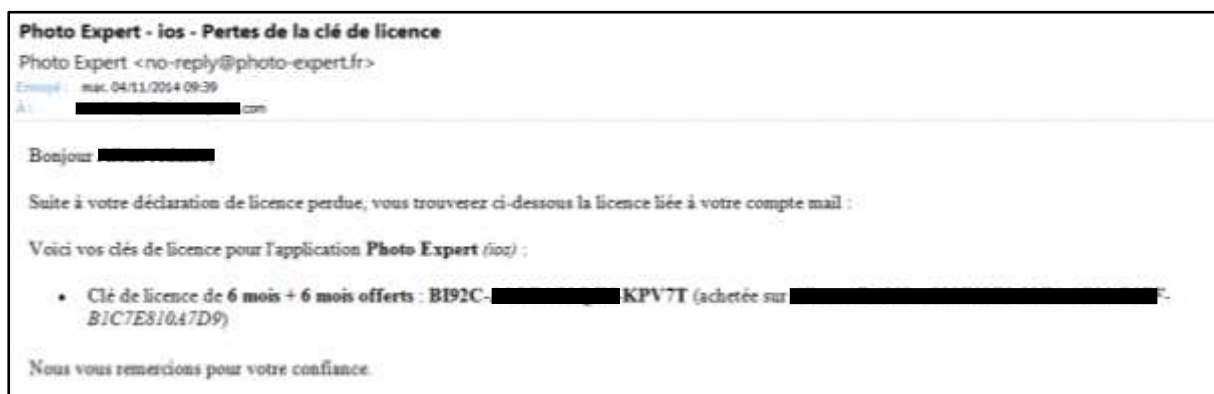 Photo Expert - ios - Pertes de la clé de licence
Photo Expert <no-reply@photo-expert.fr>
Envoyé : mar. 04/11/2014 09:39
À : .com
Bonjour
Suite à votre déclaration de licence perdue, vous trouverez ci-dessous la licence liée à votre compte mail :
Voici vos clés de licence pour l'application Photo Expert (ios) :
• Clé de licence de 6 mois + 6 mois offerts : BI92C- -KPV7T (achetée sur -
B1C7E810A7D9)
Nous vous remercions pour votre confiance.